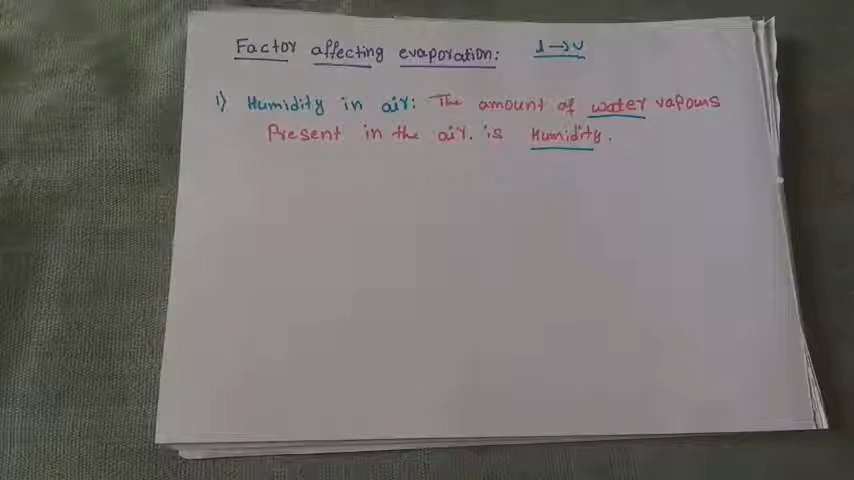 Factor affecting evaporation: l→v
1) Humidity in air: The amount of water vapours
Present in the air. is Humidity.